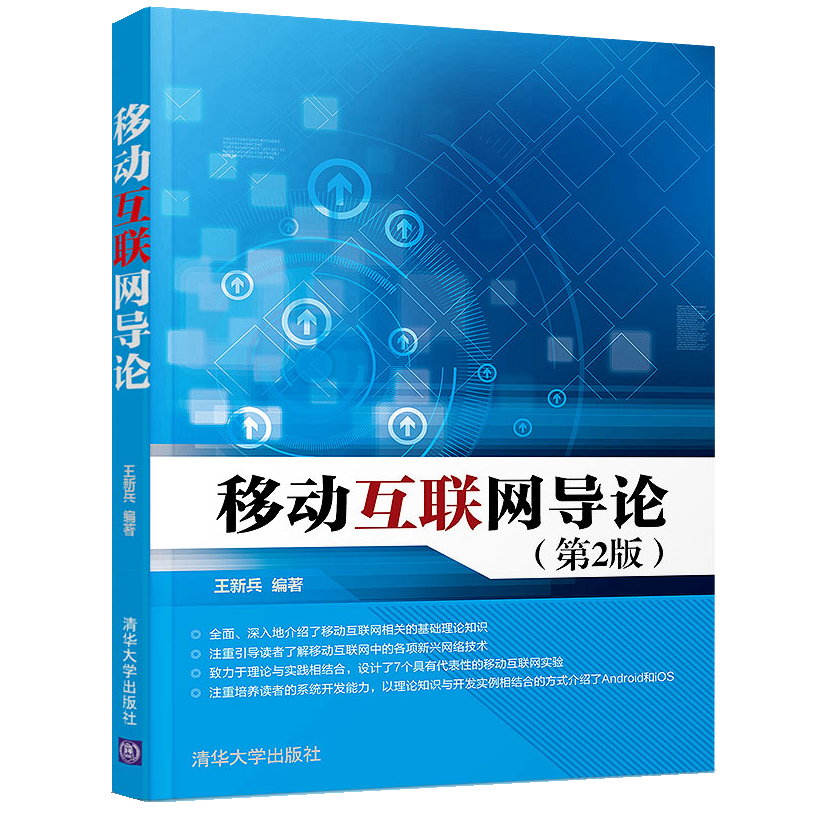 移动互联网导论
王新兵 编著
清华大学出版社
移动互联网导论
（第2版）
王新兵 编著
◎ 全面、深入地介绍了移动互联网相关的基础理论知识
◎ 注重引导读者了解移动互联网中的各项新兴网络技术
◎ 致力于理论与实践相结合，设计了7个具有代表性的移动互联网实验
◎ 注重培养读者的系统开发能力，以理论知识与开发实例相结合的方式介绍了Android和iOS
清华大学出版社